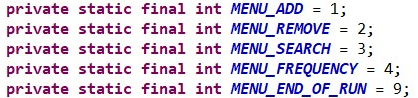 private static final int MENU_ADD = 1;
private static final int MENU_REMOVE = 2;
private static final int MENU_SEARCH = 3;
private static final int MENU_FREQUENCY = 4;
private static final int MENU_END_OF_RUN = 9;